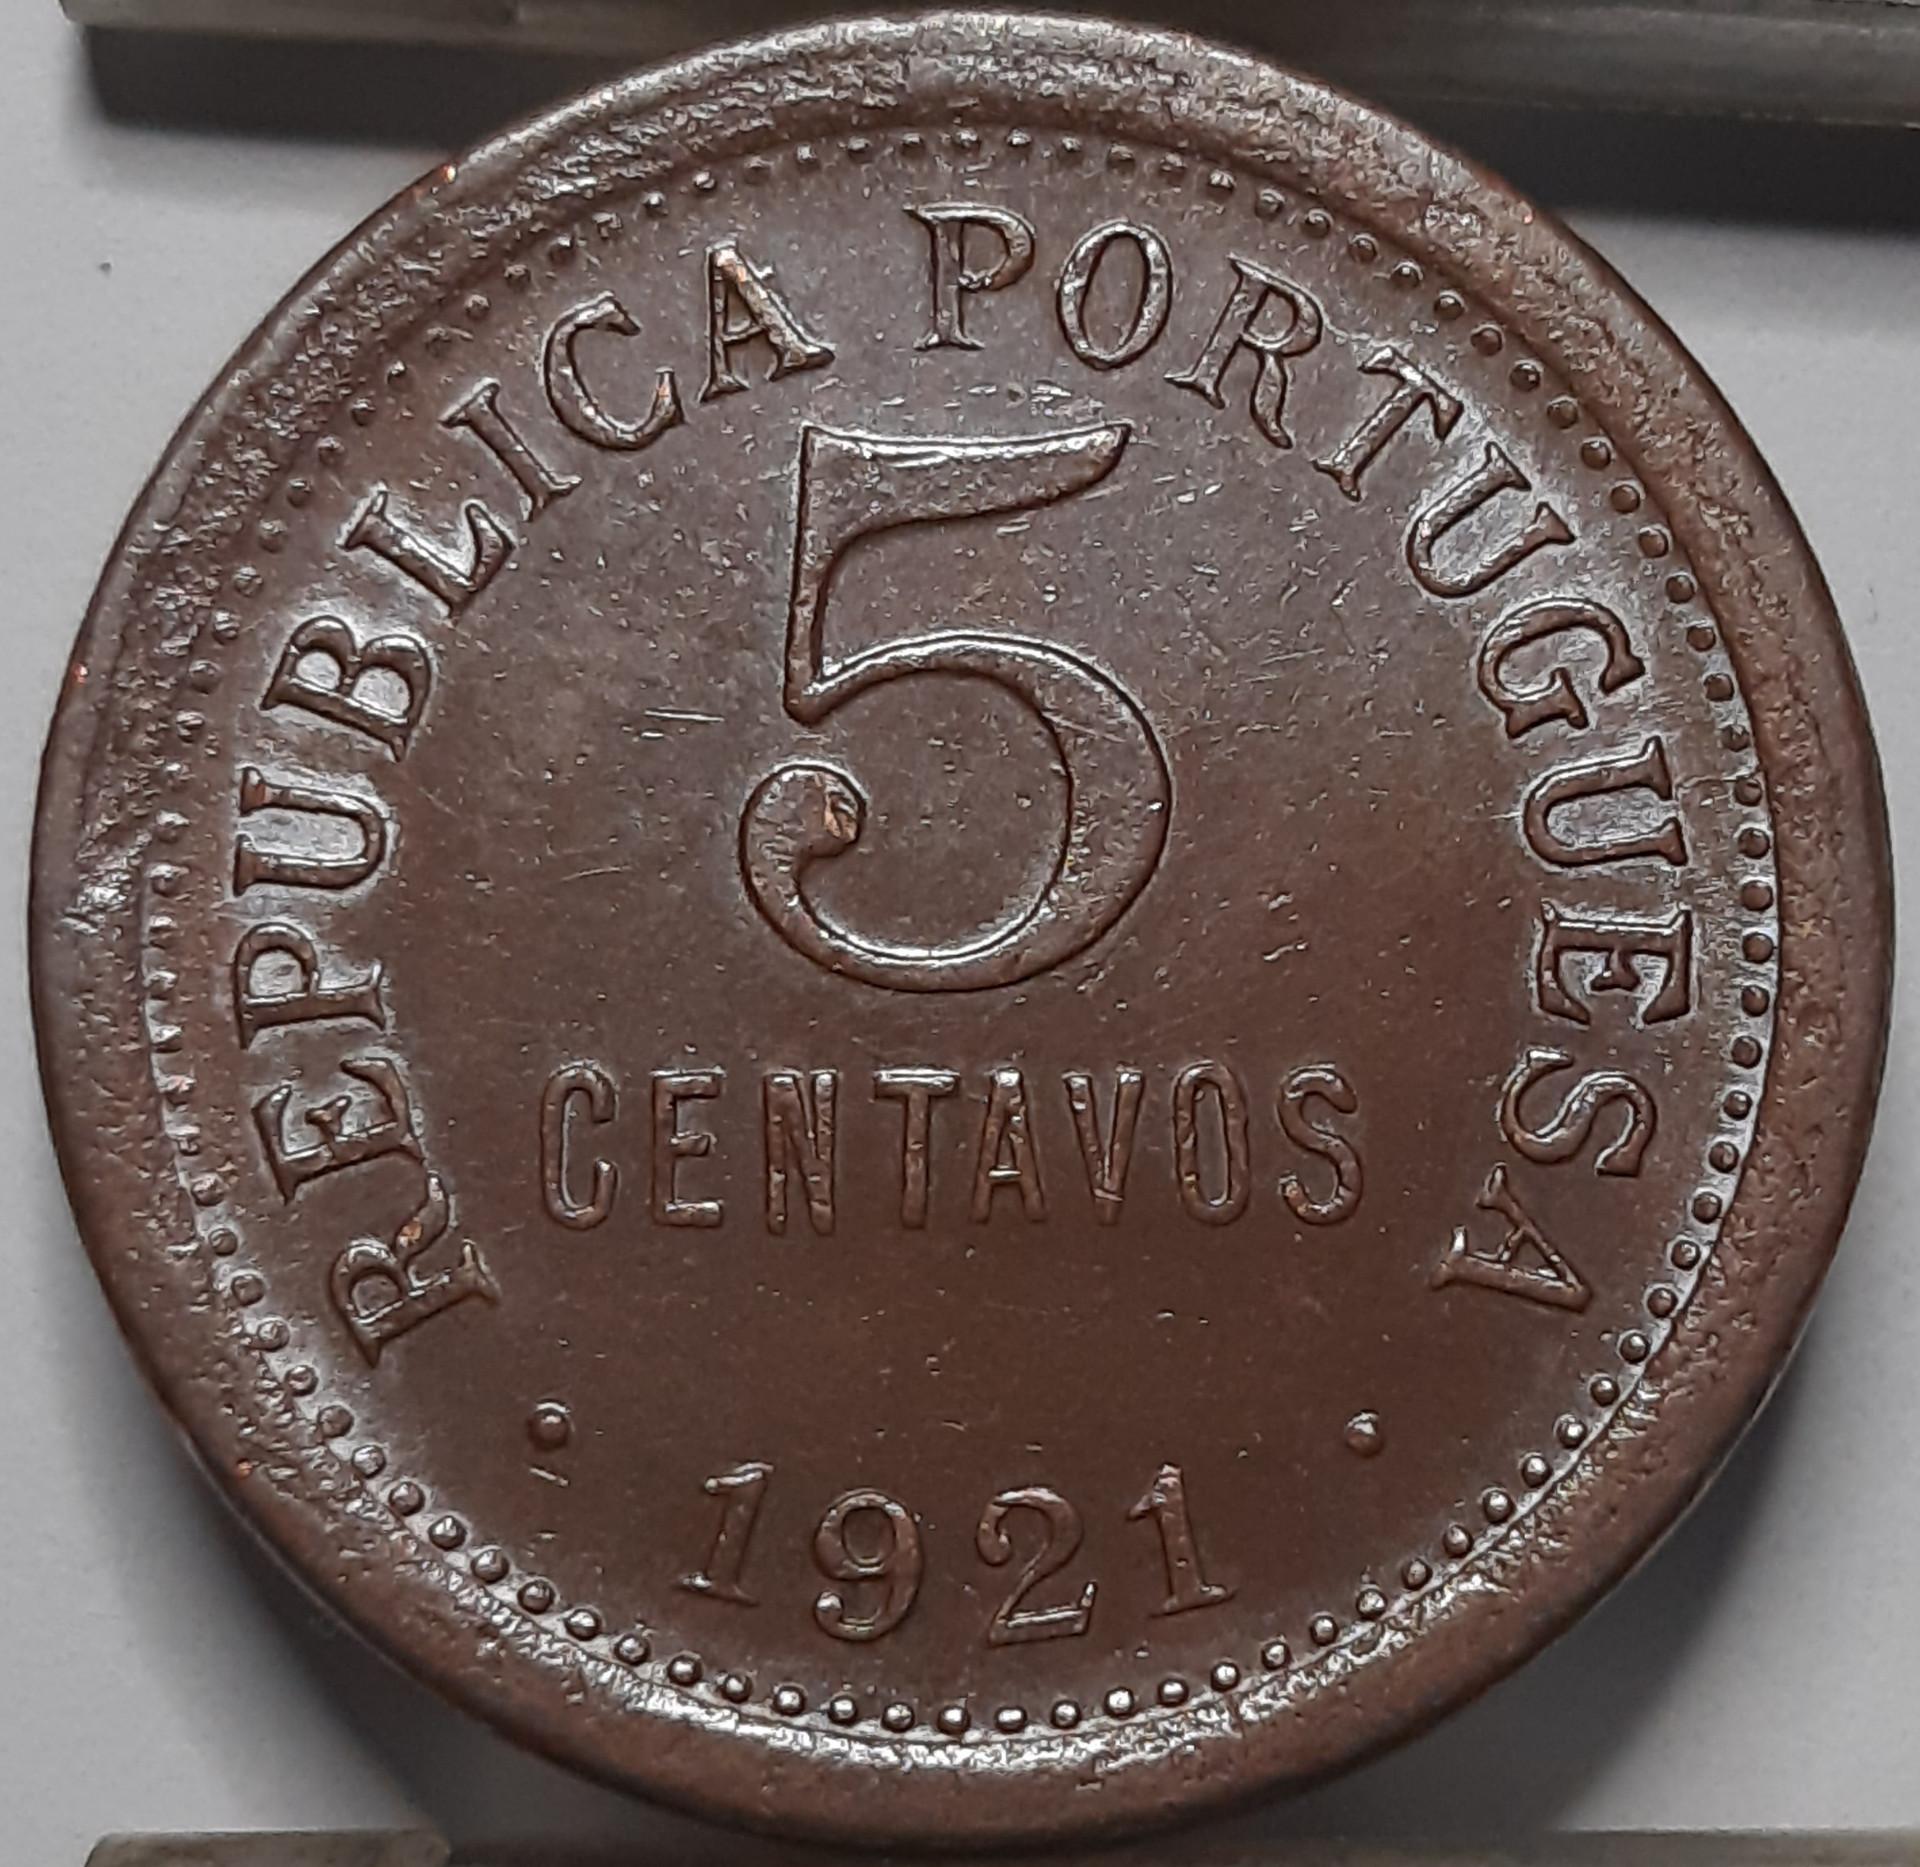 REPUBLICA PORTUGUESA
5
CENTAVOS
• 1921 •